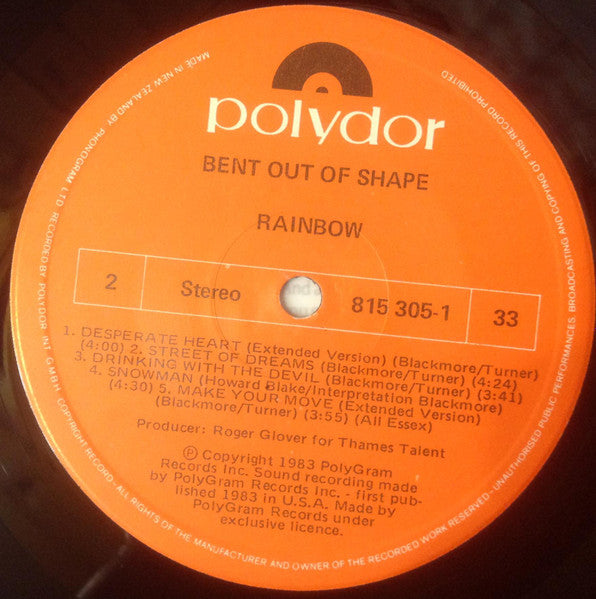 polydor
BENT OUT OF SHAPE
RAINBOW
2 Stereo 815 305-1 33
1. DESPERATE HEART (Extended Version) (Blackmore/Turner)
(4:00) 2. STREET OF DREAMS (Blackmore/Turner) (4:24)
3. DRINKING WITH THE DEVIL (Blackmore/Turner) (3:41)
4. SNOWMAN (Howard Blake/Interpretation Blackmore)
(4:30) 5. MAKE YOUR MOVE (Extended Version)
(Blackmore/Turner) (3:55) (All Essex)
Producer: Roger Glover for Thames Talent
Ⓟ Copyright 1983 PolyGram
Records Inc. Sound recording made
by PolyGram Records Inc. - first pub-
lished 1983 in U.S.A. Made by
PolyGram Records under
exclusive licence.
MADE IN NEW ZEALAND BY PHONOGRAM LTD. RECORDED BY POLYDOR INT. GMBH. COPYRIGHT RECORD - ALL RIGHTS OF THE MANUFACTURER AND OWNER OF THE RECORDED WORK RESERVED - UNAUTHORISED PUBLIC PERFORMANCES, BROADCASTING AND COPYING OF THIS RECORD PROHIBITED